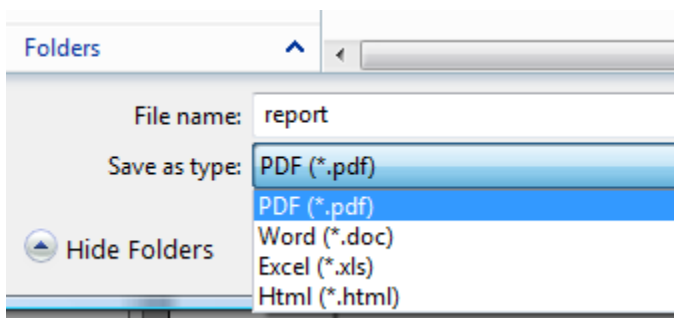 Folders
File name: report
Save as type: PDF (*.pdf)
PDF (*.pdf)
Word (*.doc)
Hide Folders
Excel (*.xls)
Html (*.html)